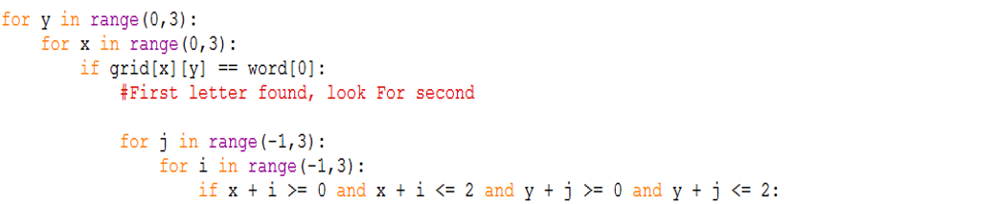 for y in range(0,3):
    for x in range(0,3):
        if grid[x][y] == word[0]:
            #First letter found, look For second
            for j in range(-1,3):
                for i in range(-1,3):
                    if x + i >= 0 and x + i <= 2 and y + j >= 0 and y + j <= 2: